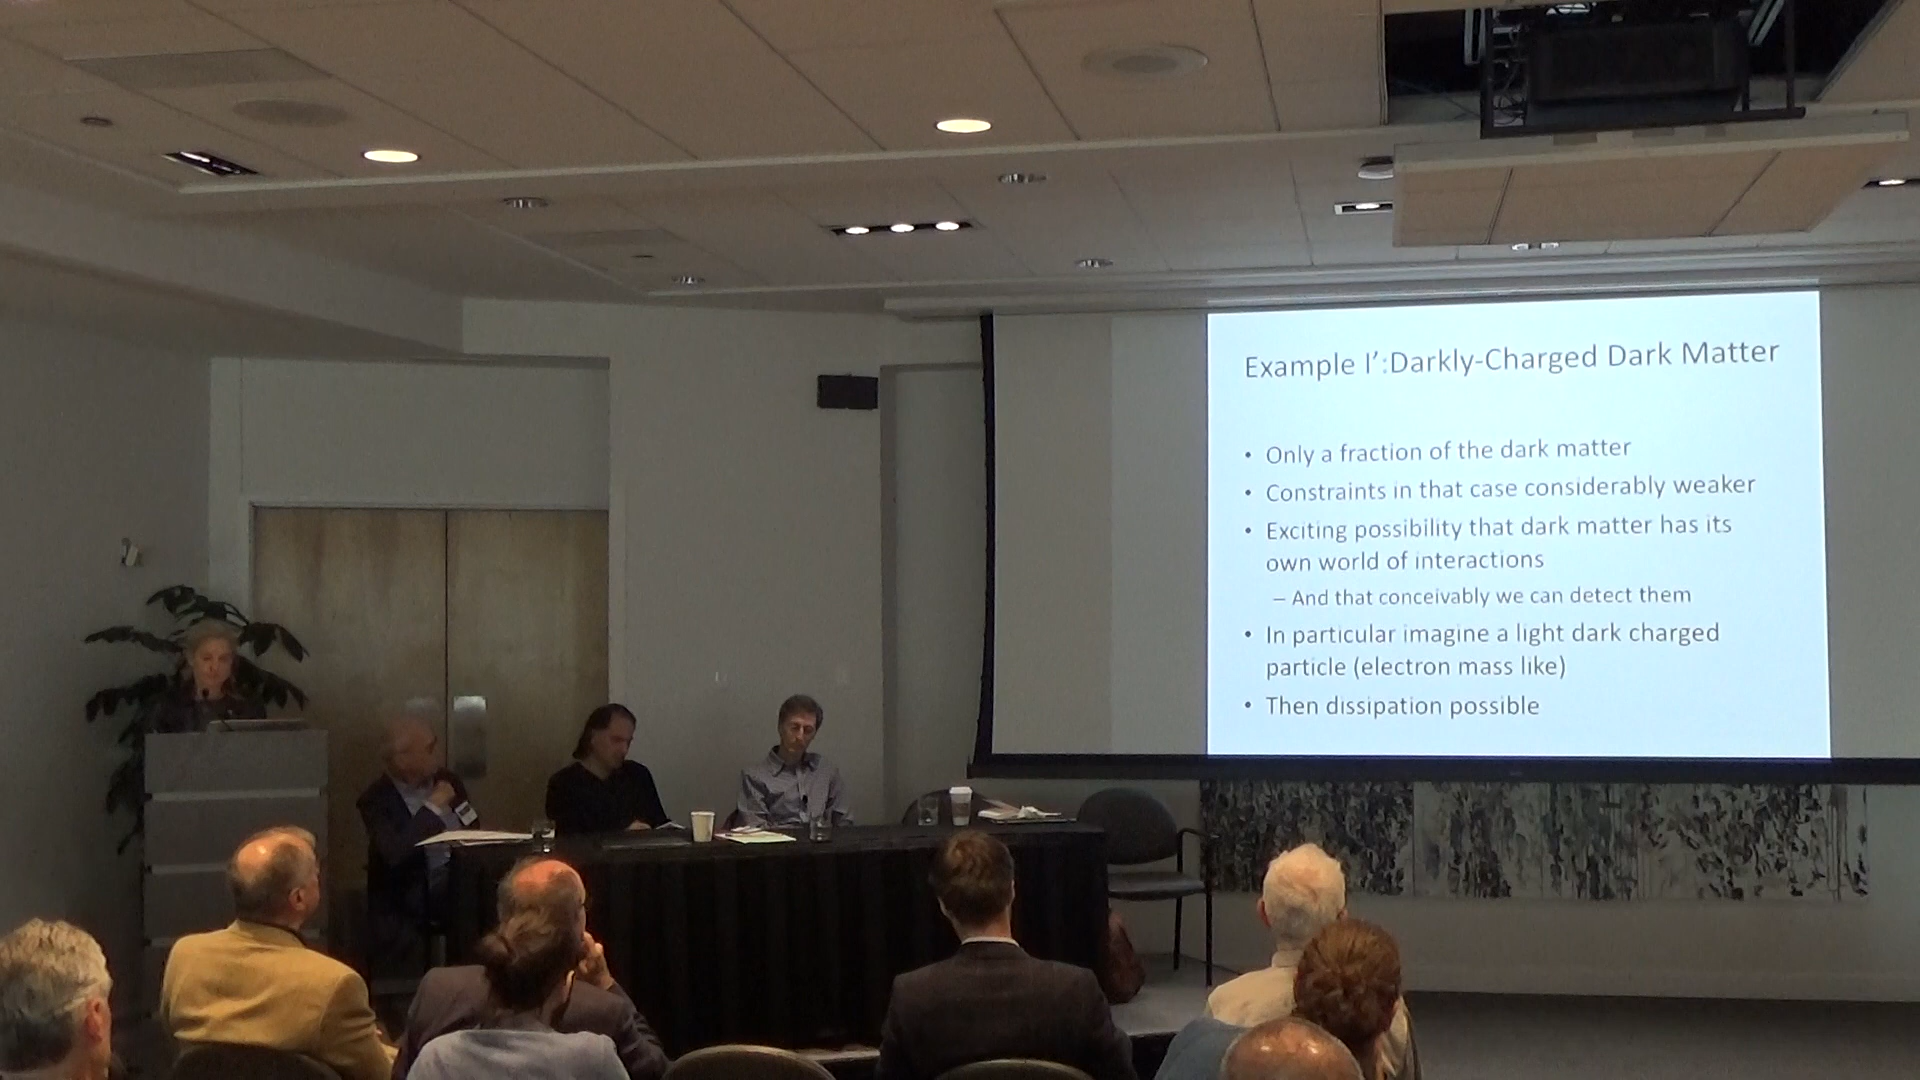 Example I’:Darkly-Charged Dark Matter
• Only a fraction of the dark matter
• Constraints in that case considerably weaker
• Exciting possibility that dark matter has its
own world of interactions
– And that conceivably we can detect them
• In particular imagine a light dark charged
particle (electron mass like)
• Then dissipation possible